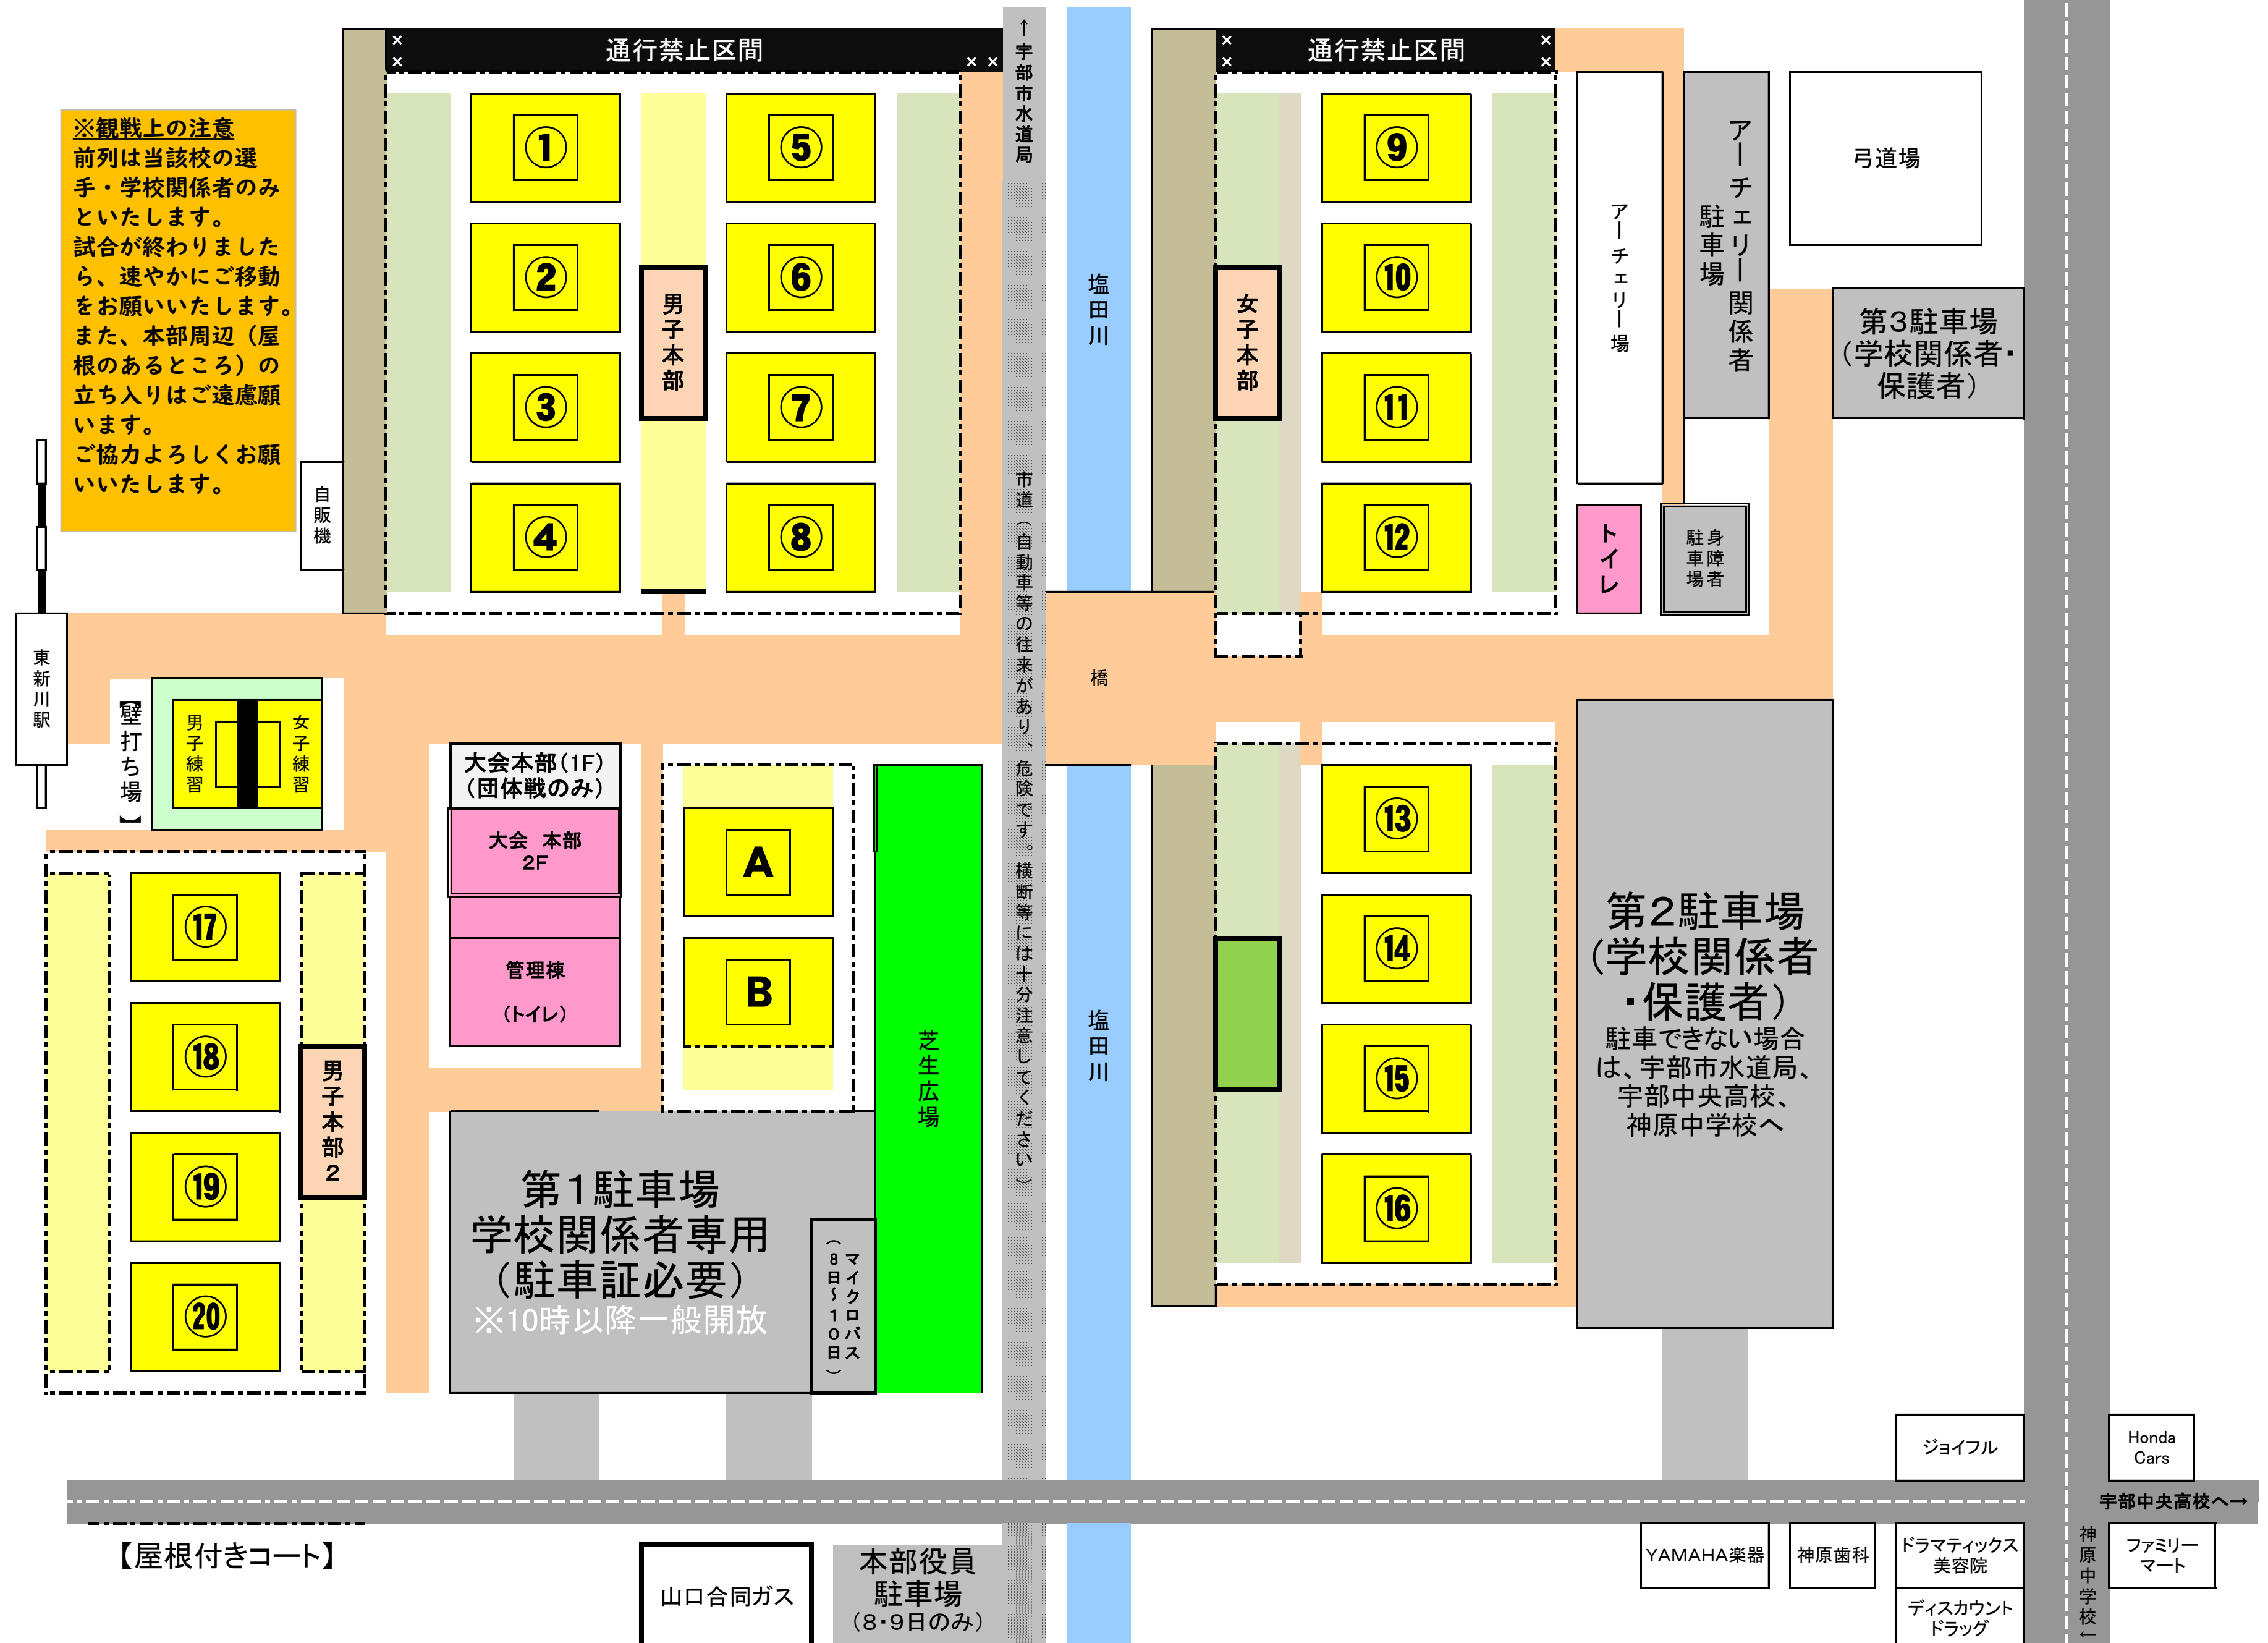 通行禁止区間
×
×
× ×
↑宇部市水道局
通行禁止区間
×
×
×
×
※観戦上の注意
前列は当該校の選
手・学校関係者のみ
といたします。
試合が終わりました
ら、速やかにご移動
をお願いいたします。
また、本部周辺（屋
根のあるところ）の
立ち入りはご遠慮願
います。
ご協力よろしくお願
いいたします。
自販機
東新川駅
①
②
③
④
男子本部
⑤
⑥
⑦
⑧
市道（自動車等の往来があり、危険です。横断等には十分注意してください）
塩田川
橋
塩田川
女子本部
⑨
⑩
⑪
⑫
アーチェリー場
アーチェリー関係者
駐車場
弓道場
第3駐車場
（学校関係者・
保護者）
トイレ
身障者
駐車場
【壁打ち場】
男子練習
女子練習
大会本部（1F）
（団体戦のみ）
大会　本部
2F
管理棟
（トイレ）
A
B
芝生広場
⑬
⑭
⑮
⑯
第2駐車場
（学校関係者
・保護者）
駐車できない場合
は、宇部市水道局、
宇部中央高校、
神原中学校へ
⑰
⑱
⑲
⑳
男子本部2
第1駐車場
学校関係者専用
（駐車証必要）
※10時以降一般開放
マイクロバス
（8日～10日）
【屋根付きコート】
山口合同ガス
本部役員
駐車場
（8・9日のみ）
ジョイフル
Honda
Cars
宇部中央高校へ→
YAMAHA楽器
神原歯科
ドラマティックス
美容院
ディスカウント
ドラッグ
神原中学校←
ファミリー
マート